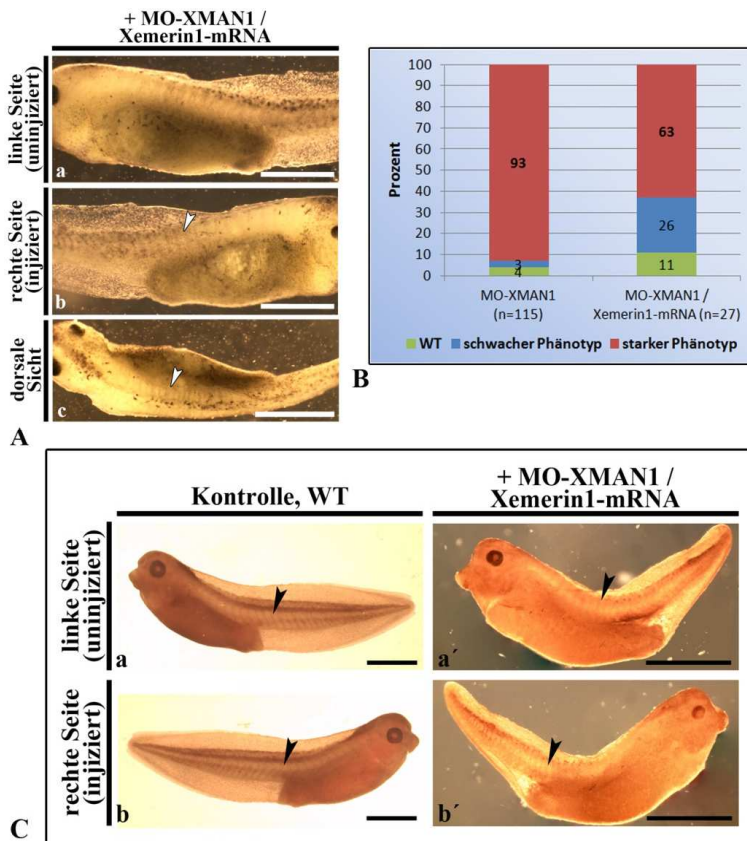 + MO-XMAN1 /
Xemerin1-mRNA
linke Seite
(uninjiziert)
a
rechte Seite
(injiziert)
b
dorsale
Sicht
c
A
100
90
80
70
60
50
40
30
20
10
0
Prozent
93
3
4
63
26
11
MO-XMAN1
(n=115)
MO-XMAN1 /
Xemerin1-mRNA (n=27)
WT schwacher Phänotyp starker Phänotyp
B
Kontrolle, WT
+ MO-XMAN1 /
Xemerin1-mRNA
linke Seite
(uninjiziert)
a
a´
rechte Seite
(injiziert)
b
b´
C